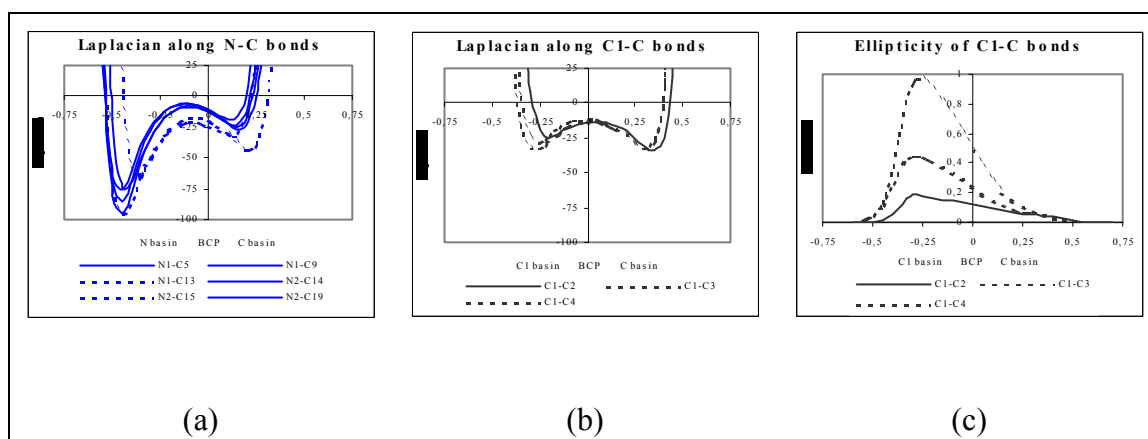 Laplacian along N-C bonds
25
0
-0,75 -0,5 -0,25 0 0,25 0,5 0,75
-25
-50
-75
-100
N basin BCP C basin
N1-C5 N1-C9
N1-C13 N2-C14
N2-C15 N2-C19
(a)
Laplacian along C1-C bonds
25
0
-0,75 -0,5 -0,25 0 0,25 0,5 0,75
-25
-50
-75
-100
C1 basin BCP C basin
C1-C2 C1-C3
C1-C4
(b)
Ellipticity of C1-C bonds
1
0,8
0,6
0,4
0,2
0
-0,75 -0,5 -0,25 0 0,25 0,5 0,75
C1 basin BCP C basin
C1-C2 C1-C3
C1-C4
(c)